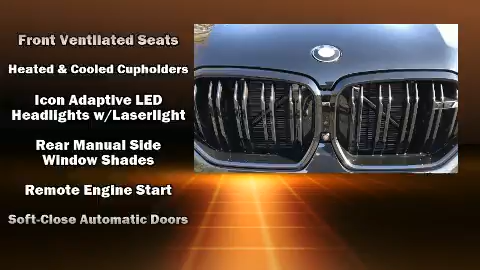 Front Ventilated Seats
Heated & Cooled Cupholders
Icon Adaptive LED
Headlights w/Laserlight
Rear Manual Side
Window Shades
Remote Engine Start
Soft-Close Automatic Doors